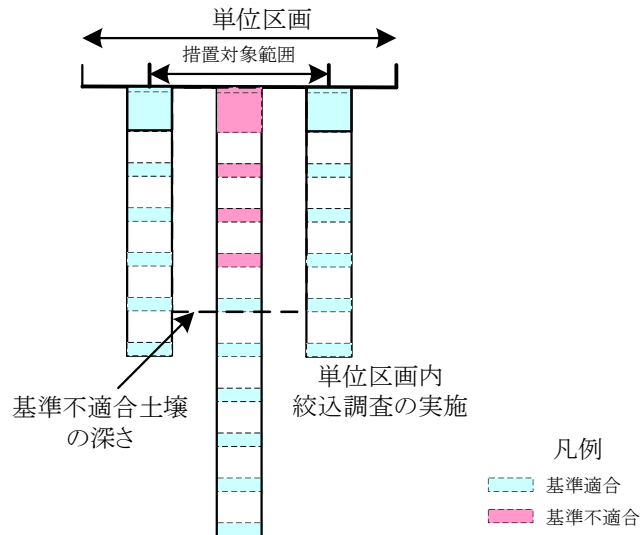 単位区画
措置対象範囲
基準不適合土壌
の深さ
単位区画内
絞込調査の実施
凡例
基準適合
基準不適合